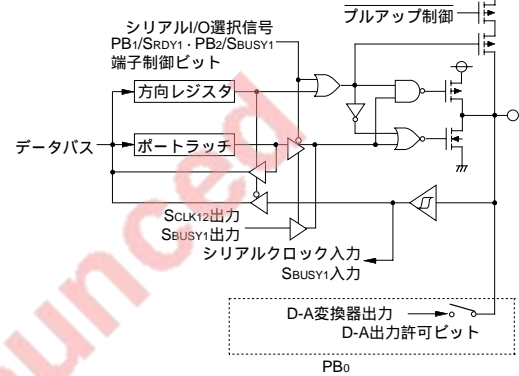 プルアップ制御
シリアルI/O選択信号
PB1/SRDY1・PB2/SBUSY1
端子制御ビット
方向レジスタ
データバス
ポートラッチ
SCLK12出力
SBUSY1出力
シリアルクロック入力
SBUSY1入力
D-A変換器出力
D-A出力許可ビット
PB0
unced